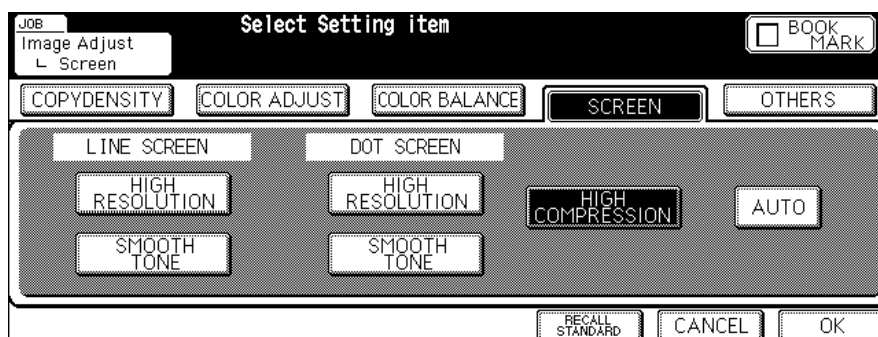 JOB
Select Setting item
Image Adjust
Screen
BOOK
MARK
COPYDENSITY
COLOR ADJUST
COLOR BALANCE
SCREEN
OTHERS
LINE SCREEN
DOT SCREEN
HIGH
RESOLUTION
HIGH
RESOLUTION
HIGH
COMPRESSION
AUTO
SMOOTH
TONE
SMOOTH
TONE
RECALL
STANDARD
CANCEL
OK